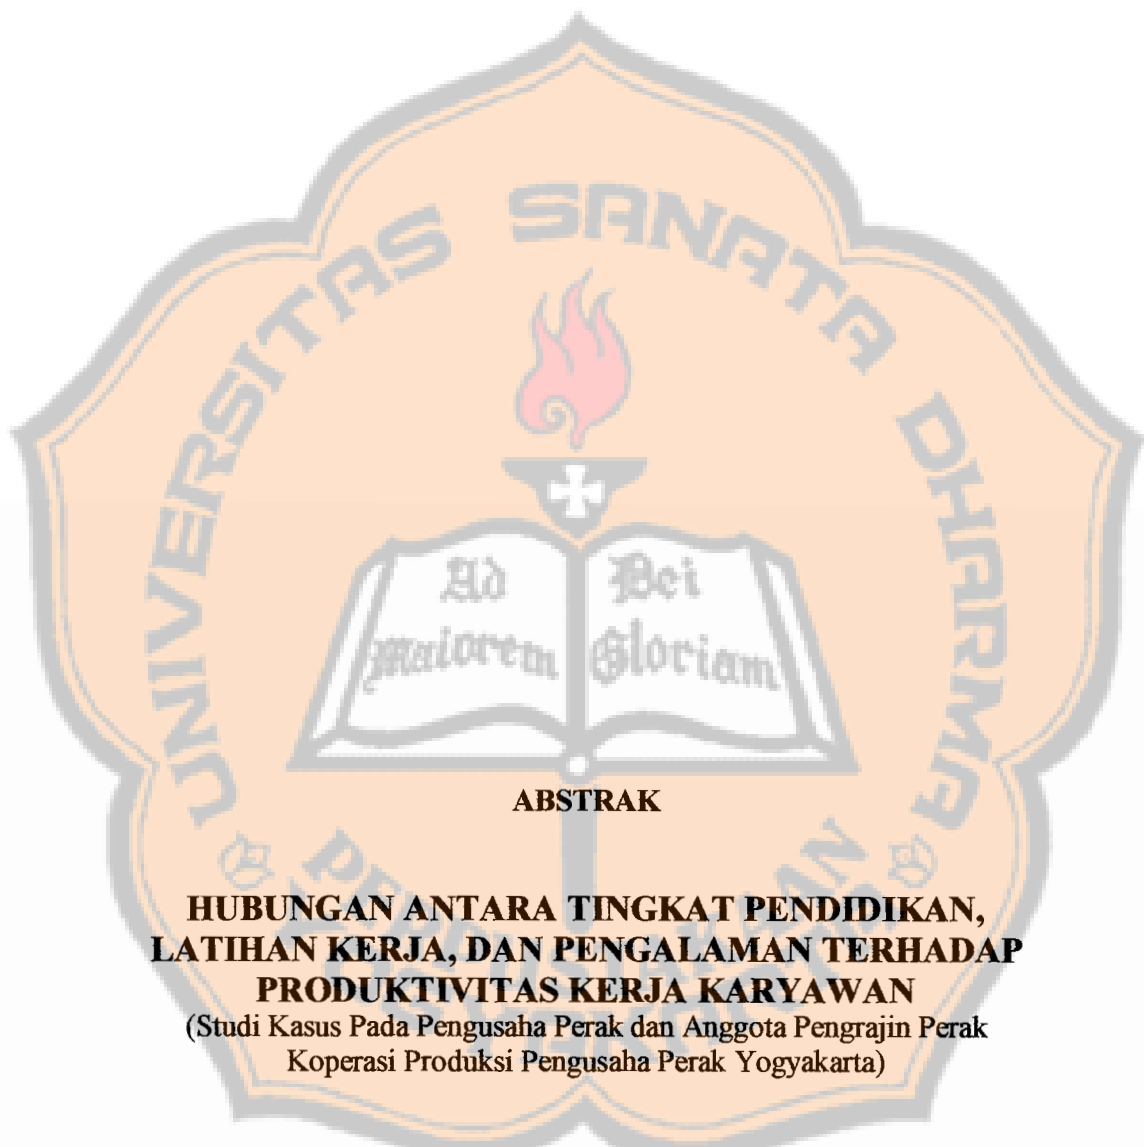 UNIVERSITAS SANATA DHARMA
Ad Dei
Maiorem Gloriam
ABSTRAK
HUBUNGAN ANTARA TINGKAT PENDIDIKAN,
LATIHAN KERJA, DAN PENGALAMAN TERHADAP
PRODUKTIVITAS KERJA KARYAWAN
(Studi Kasus Pada Pengusaha Perak dan Anggota Pengrajin Perak
Koperasi Produksi Pengusaha Perak Yogyakarta)